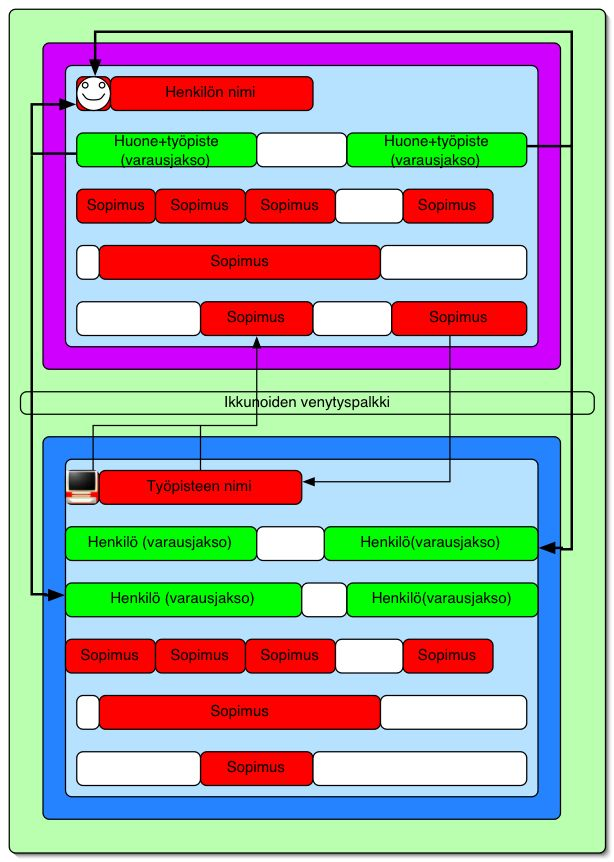 Henkilön nimi
Huone+työpiste
(varausjakso)
Huone+työpiste
(varausjakso)
Sopimus Sopimus Sopimus Sopimus
Sopimus
Sopimus Sopimus
Ikkunoiden venytyspalkki
Työpisteen nimi
Henkilö (varausjakso) Henkilö(varausjakso)
Henkilö (varausjakso) Henkilö(varausjakso)
Sopimus Sopimus Sopimus Sopimus
Sopimus
Sopimus